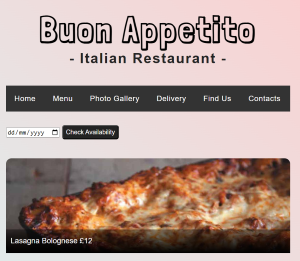 Buon Appetito
- Italian Restaurant -
Home Menu Photo Gallery Delivery Find Us Contacts
dd/mm/yyyy Check Availability
Lasagna Bolognese £12